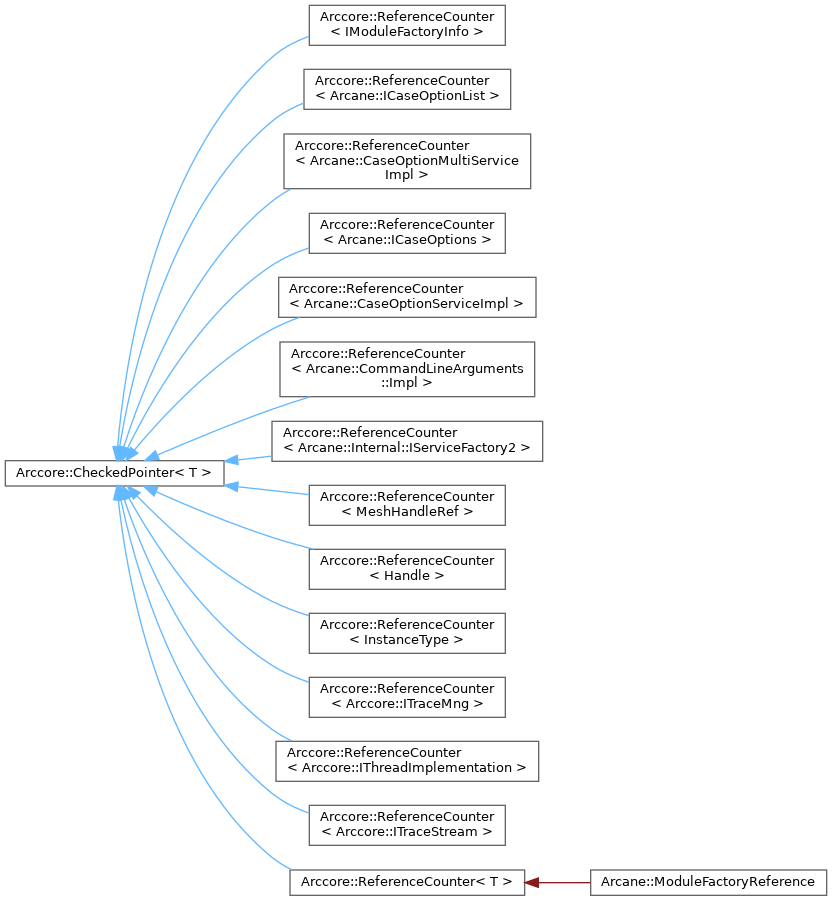 Arccore::ReferenceCounter
< IModuleFactoryInfo >
Arccore::ReferenceCounter
< Arcane::ICaseOptionList >
Arccore::ReferenceCounter
< Arcane::CaseOptionMultiService
Impl >
Arccore::ReferenceCounter
< Arcane::ICaseOptions >
Arccore::ReferenceCounter
< Arcane::CaseOptionServiceImpl >
Arccore::ReferenceCounter
< Arcane::CommandLineArguments
::Impl >
Arccore::ReferenceCounter
< Arcane::Internal::IServiceFactory2 >
Arccore::CheckedPointer< T >
Arccore::ReferenceCounter
< MeshHandleRef >
Arccore::ReferenceCounter
< Handle >
Arccore::ReferenceCounter
< InstanceType >
Arccore::ReferenceCounter
< Arccore::ITraceMng >
Arccore::ReferenceCounter
< Arccore::IThreadImplementation >
Arccore::ReferenceCounter
< Arccore::ITraceStream >
Arccore::ReferenceCounter< T >
Arcane::ModuleFactoryReference